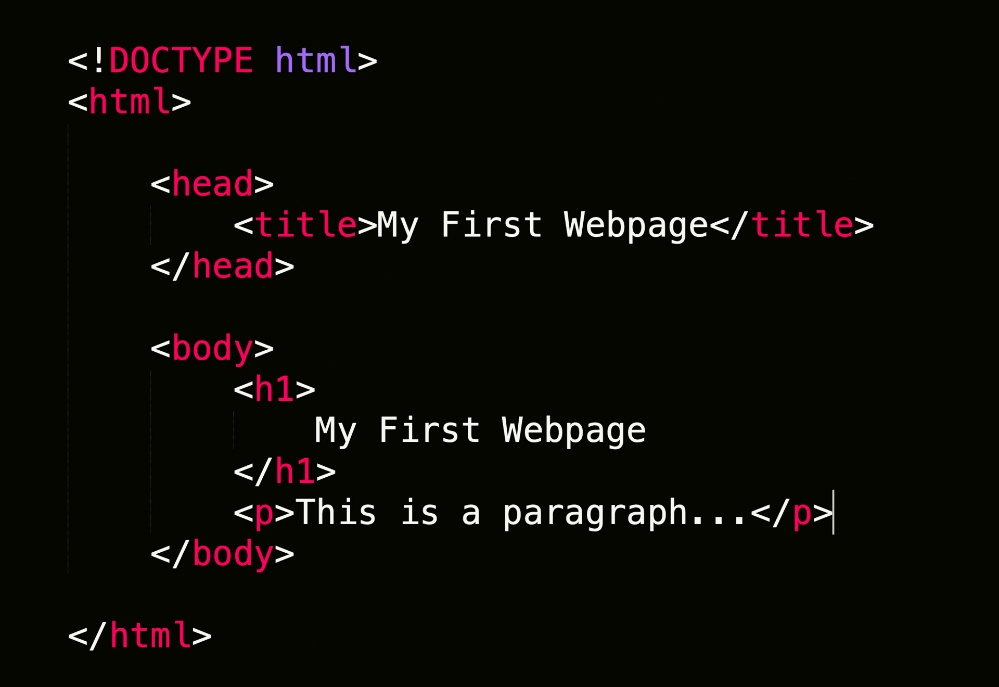 <!DOCTYPE html>
<html>
<head>
<title>My First Webpage</title>
</head>
<body>
<h1>
My First Webpage
</h1>
<p>This is a paragraph...</p>
</body>
</html>